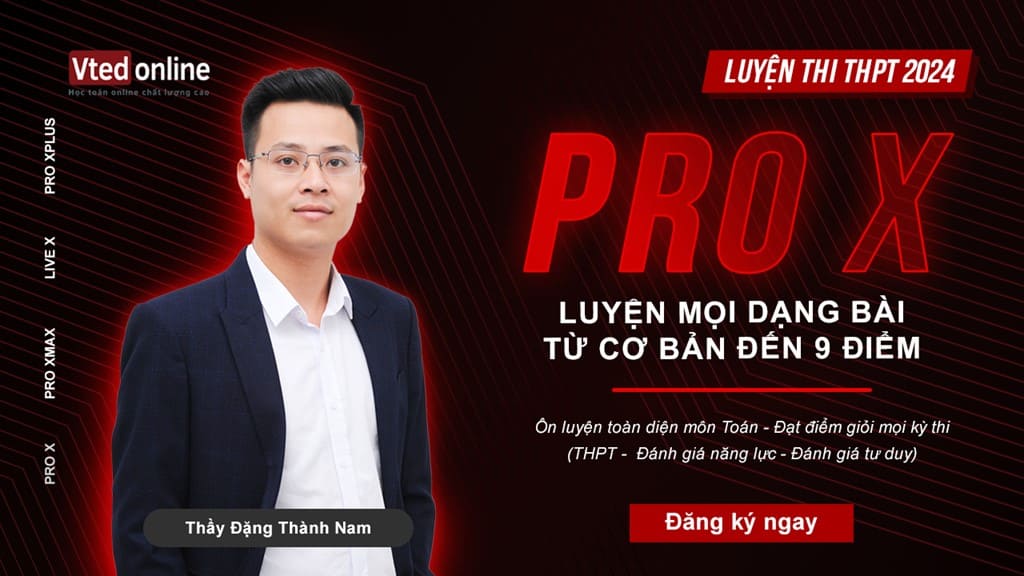 Vted online
Học toán online chất lượng cao
PRO XPLUS
LIVE X
PRO XMAX
PRO X
Thầy Đặng Thành Nam
LUYỆN THI THPT 2024
PRO X
LUYỆN MỌI DẠNG BÀI
TỪ CƠ BẢN ĐẾN 9 ĐIỂM
Ôn luyện toàn diện môn Toán - Đạt điểm giỏi mọi kỳ thi
(THPT - Đánh giá năng lực - Đánh giá tư duy)
Đăng ký ngay